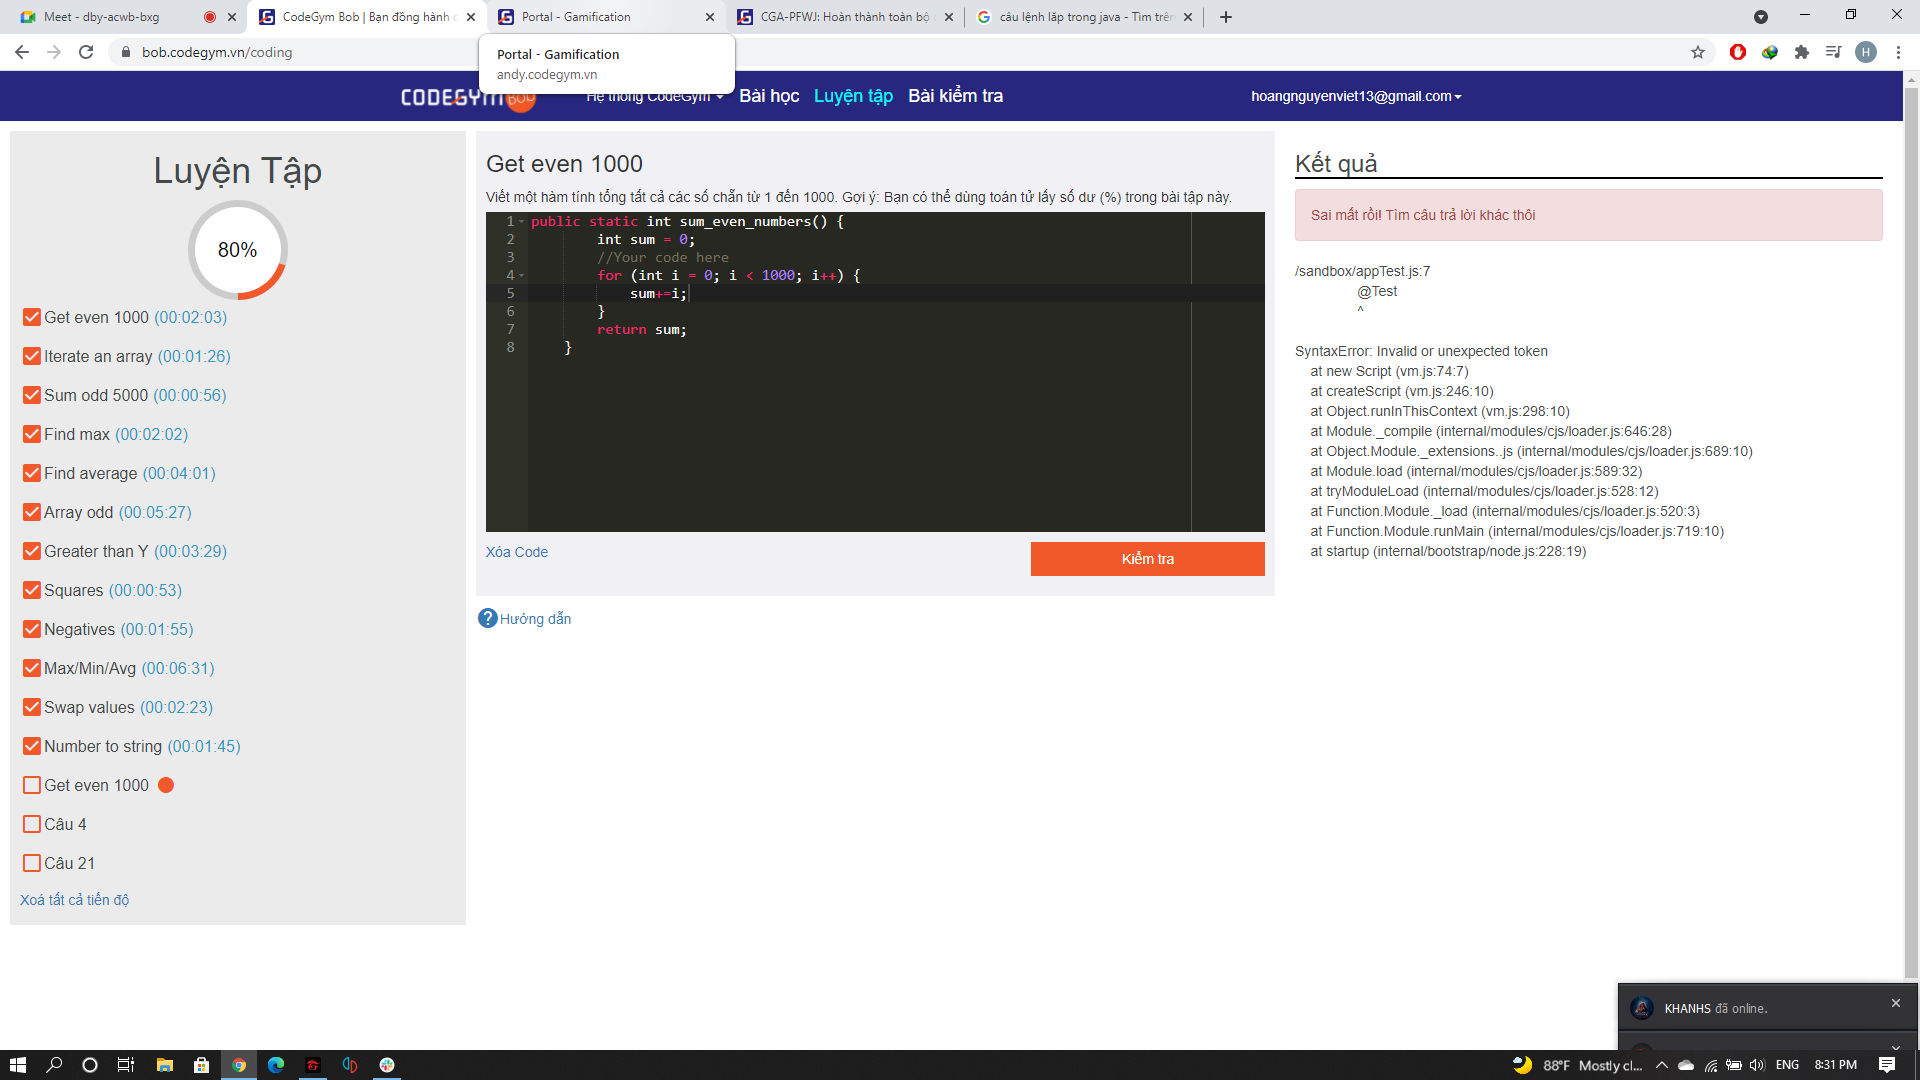 Meet - dby-acwb-bxg
CodeGym Bob | Bạn đồng hành c
Portal - Gamification
CGA-PFWJ: Hoàn thành toàn bộ
câu lệnh lặp trong java - Tìm trên
bob.codegym.vn/coding
H
Portal - Gamification
andy.codegym.vn
CODEGYM BOB
Hệ thống CodeGym
Bài học
Luyện tập
Bài kiểm tra
hoangnguyenviet13@gmail.com
Luyện Tập
80%
Get even 1000 (00:02:03)
Iterate an array (00:01:26)
Sum odd 5000 (00:00:56)
Find max (00:02:02)
Find average (00:04:01)
Array odd (00:05:27)
Greater than Y (00:03:29)
Squares (00:00:53)
Negatives (00:01:55)
Max/Min/Avg (00:06:31)
Swap values (00:02:23)
Number to string (00:01:45)
Get even 1000
Câu 4
Câu 21
Xoá tất cả tiến độ
Get even 1000
Viết một hàm tính tổng tất cả các số chẵn từ 1 đến 1000. Gợi ý: Bạn có thể dùng toán tử lấy số dư (%) trong bài tập này.
1 public static int sum_even_numbers() {
2 int sum = 0;
3 //Your code here
4 for (int i = 0; i < 1000; i++) {
5 sum+=i;
6 }
7 return sum;
8 }
Xóa Code
Kiểm tra
? Hướng dẫn
Kết quả
Sai mất rồi! Tìm câu trả lời khác thôi
/sandbox/appTest.js:7
@Test
^
SyntaxError: Invalid or unexpected token
at new Script (vm.js:74:7)
at createScript (vm.js:246:10)
at Object.runInThisContext (vm.js:298:10)
at Module._compile (internal/modules/cjs/loader.js:646:28)
at Object.Module._extensions..js (internal/modules/cjs/loader.js:689:10)
at Module.load (internal/modules/cjs/loader.js:589:32)
at tryModuleLoad (internal/modules/cjs/loader.js:528:12)
at Function.Module._load (internal/modules/cjs/loader.js:520:3)
at Function.Module.runMain (internal/modules/cjs/loader.js:719:10)
at startup (internal/bootstrap/node.js:228:19)
KHANHS đã online.
88°F Mostly cl...
ENG
8:31 PM